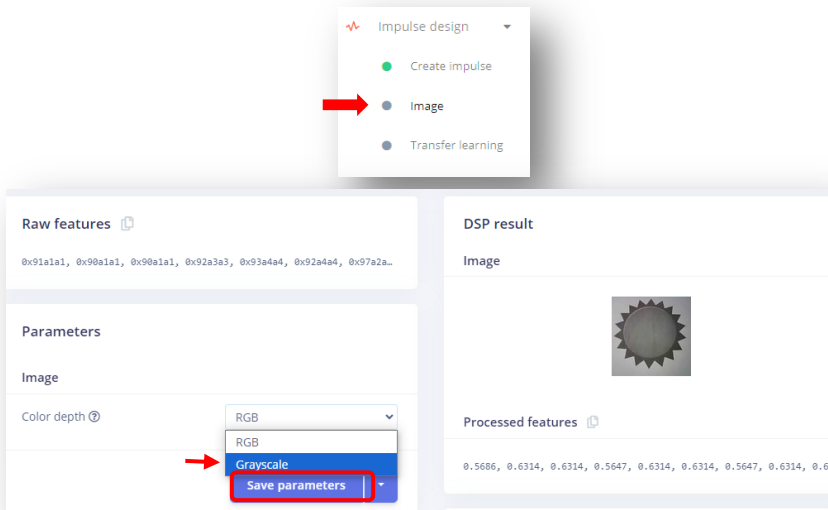 Impulse design
Create impulse
Image
Transfer learning
Raw features
0x91a1a1, 0x90a1a1, 0x90a1a1, 0x92a3a3, 0x93a4a4, 0x92a4a4, 0x97a2a…
Parameters
Image
Color depth
RGB
RGB
Grayscale
Save parameters
DSP result
Image
Processed features
0.5686, 0.6314, 0.6314, 0.5647, 0.6314, 0.6314, 0.5647, 0.6314, 0.6